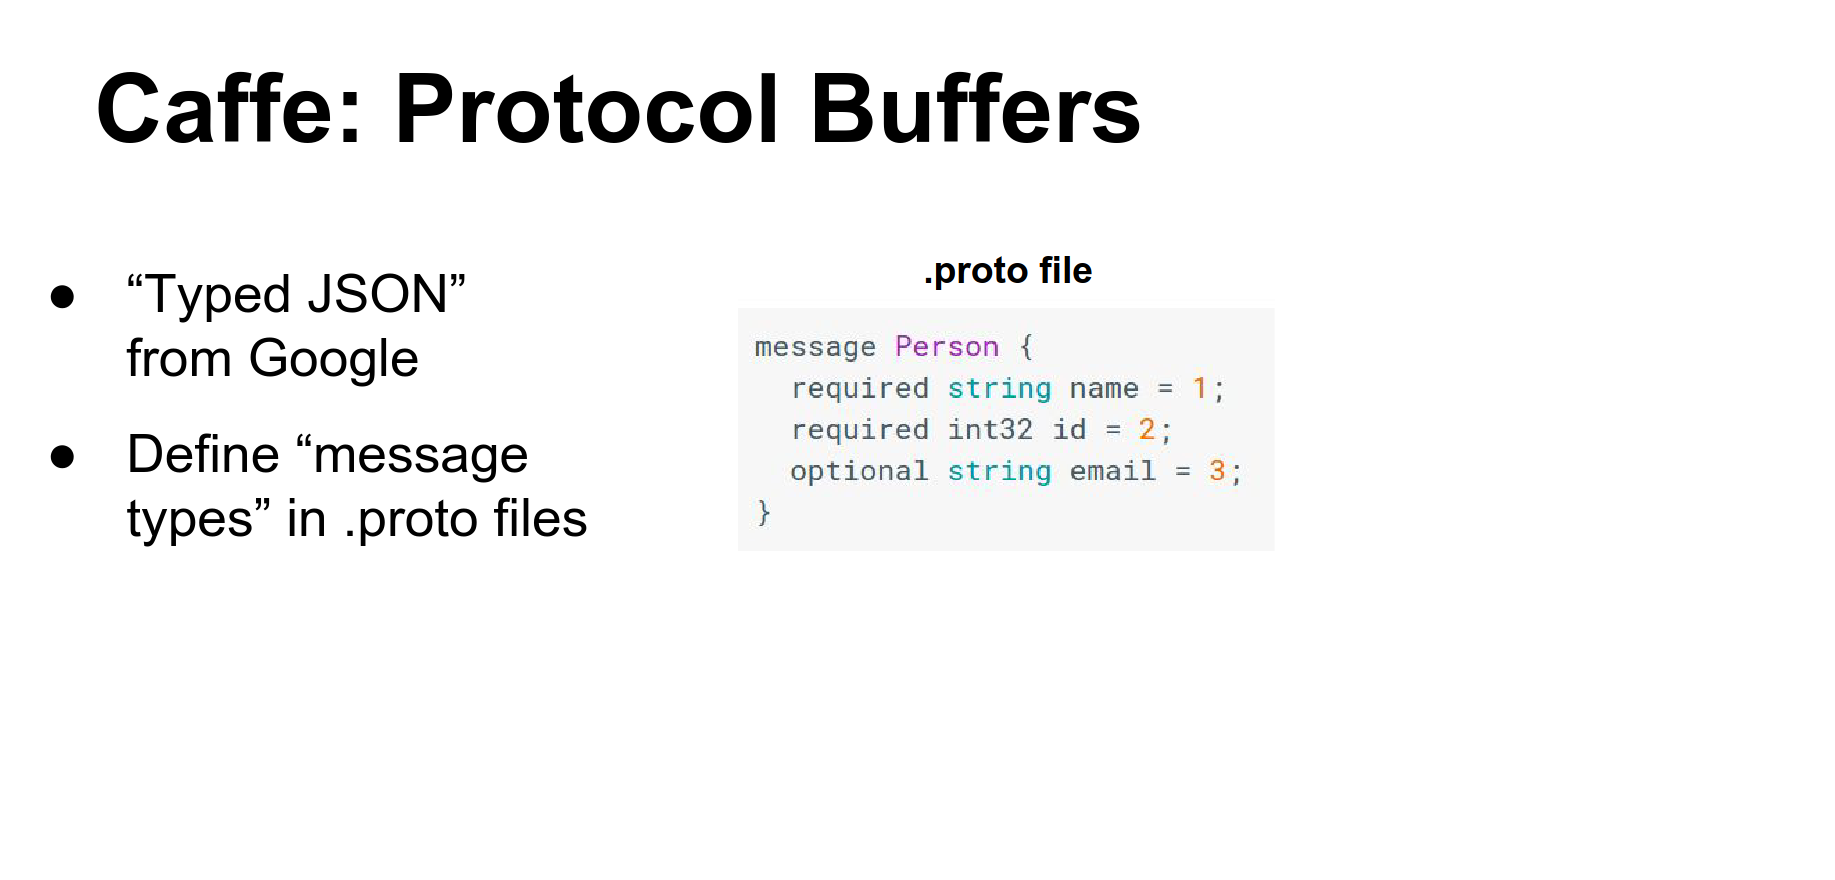 Caffe: Protocol Buffers
● “Typed JSON”
from Google
● Define “message
types” in .proto files
.proto file
message Person {
  required string name = 1;
  required int32 id = 2;
  optional string email = 3;
}